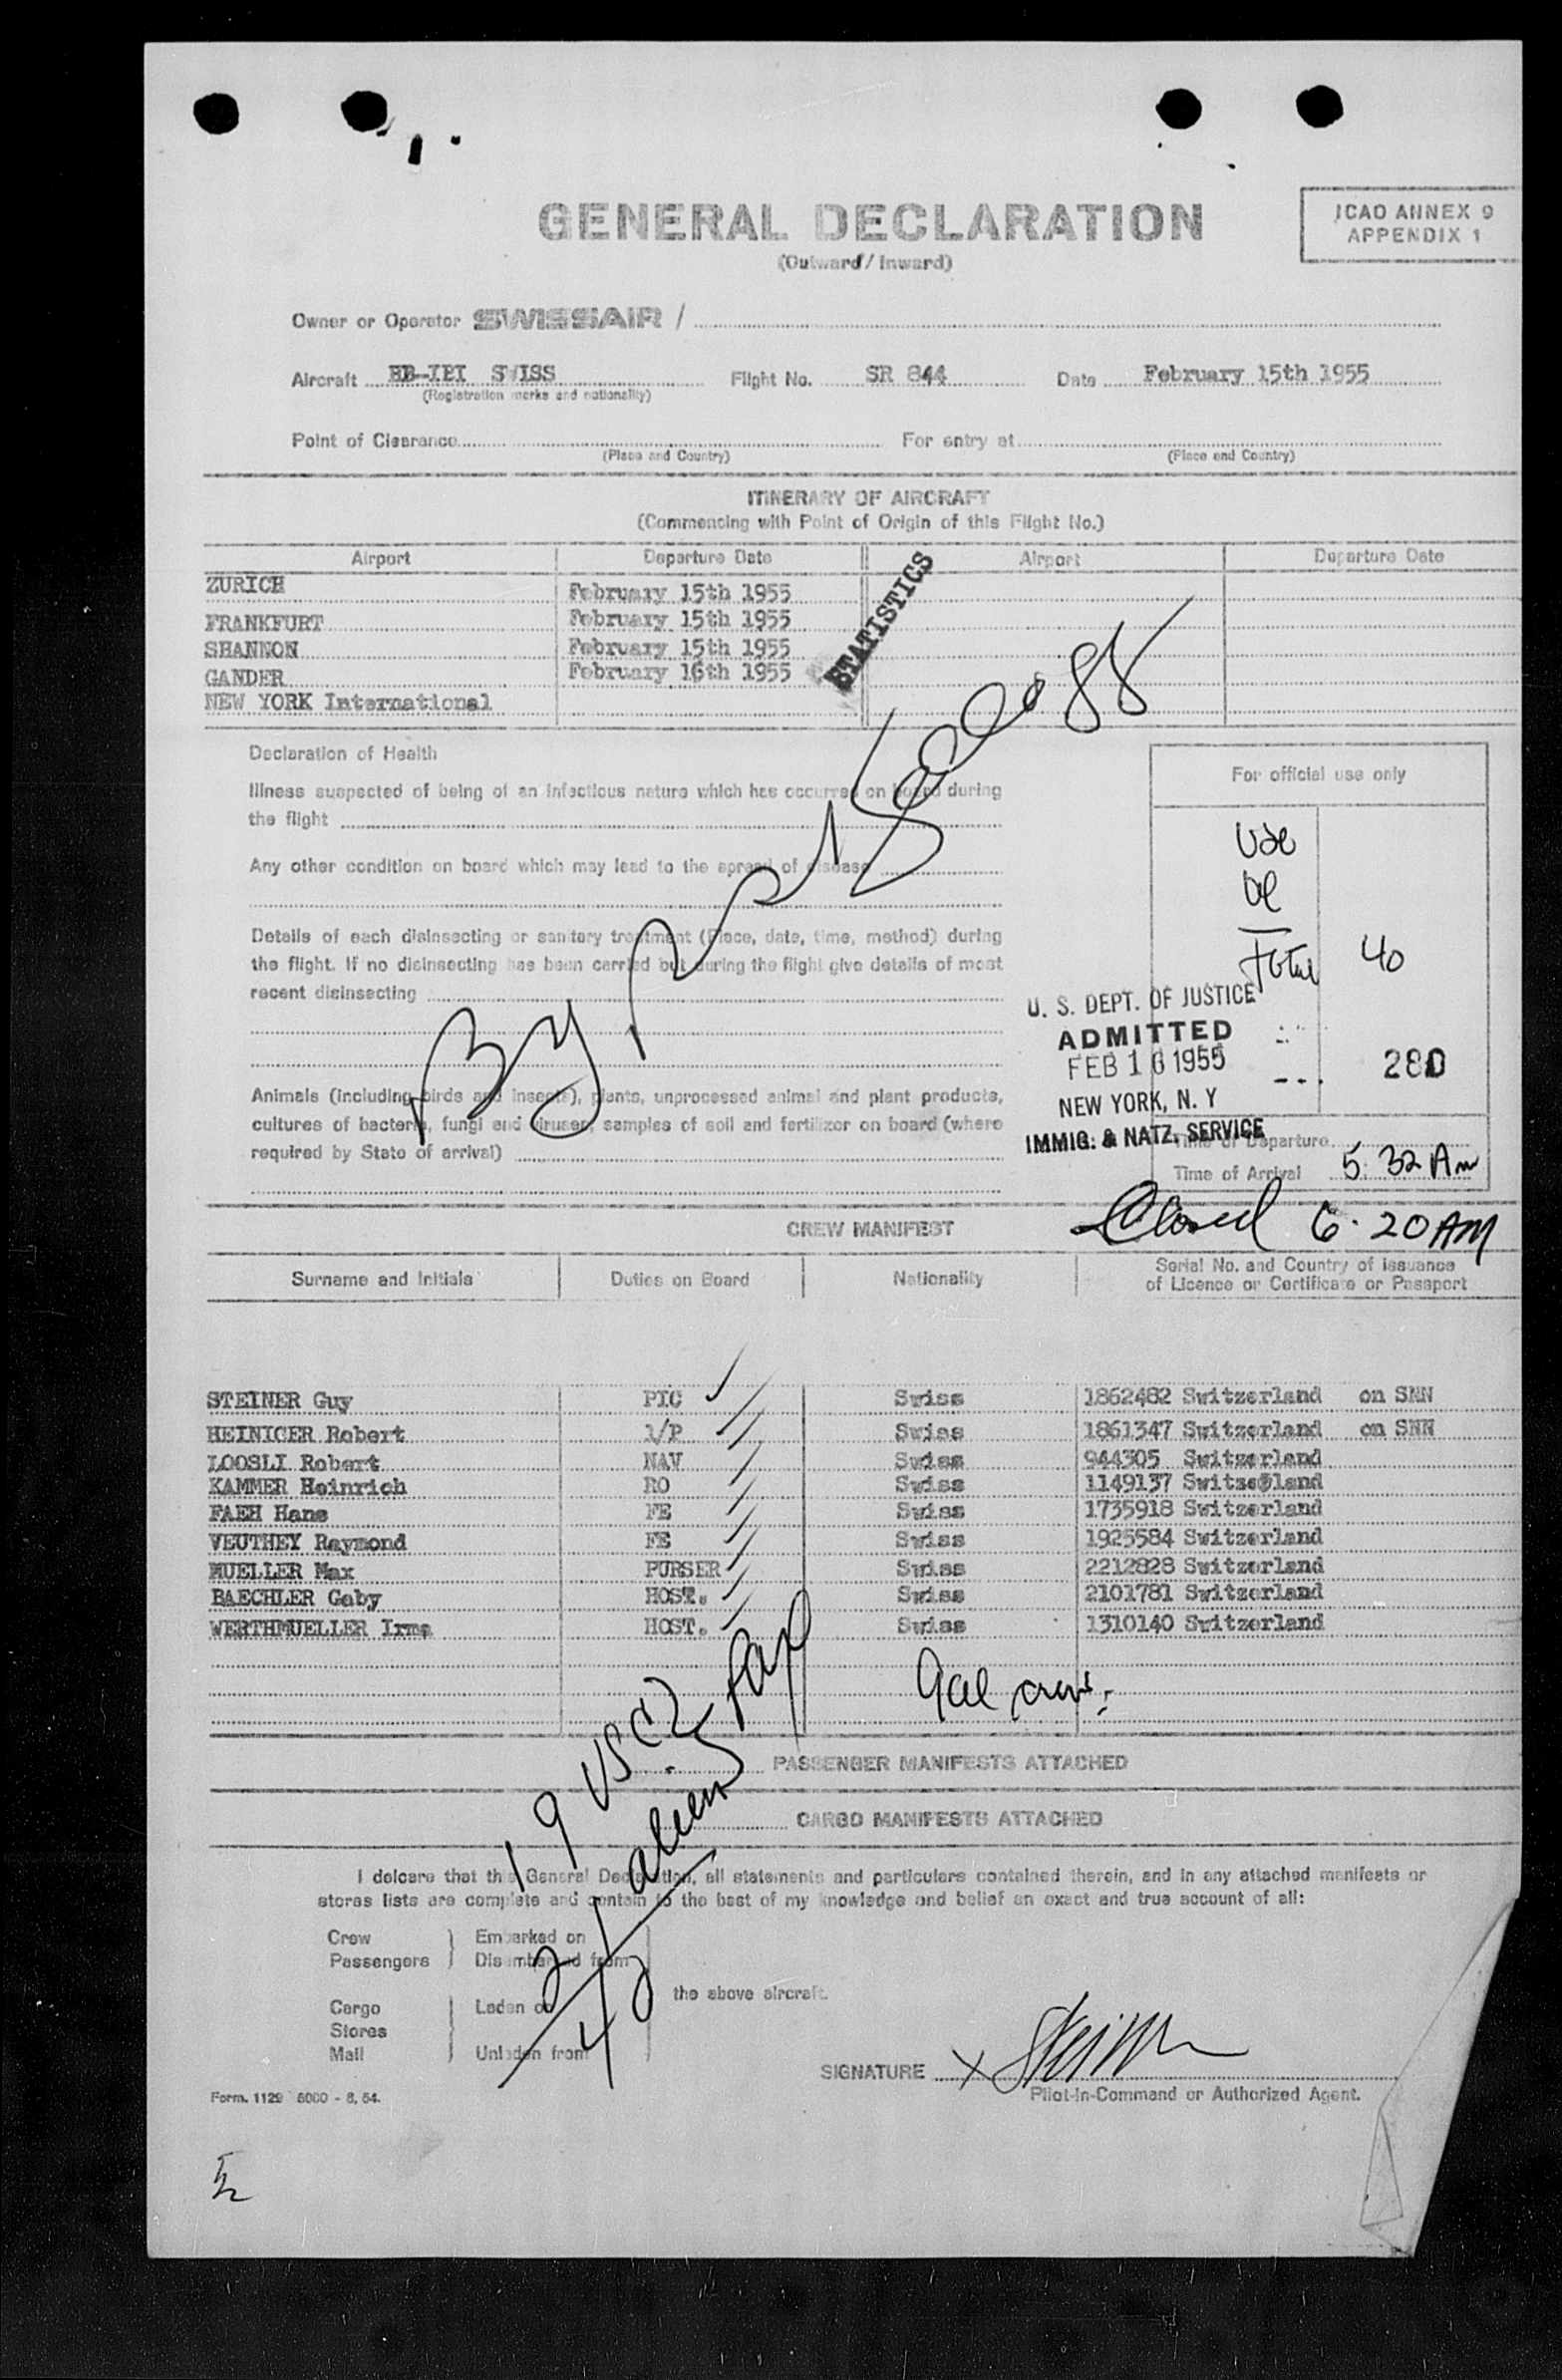 GENERAL DECLARATION
(Outward / Inward)
ICAO ANNEX 9
APPENDIX 1
Owner or Operator SWISSAIR /
Aircraft HB-IBI SWISS Flight No. SR 844 Date February 15th 1955
(Registration marks and nationality)
Point of Clearance For entry at
(Place and Country) (Place and Country)
ITINERARY OF AIRCRAFT
(Commencing with Point of Origin of this Flight No.)
Airport Departure Date Airport Departure Date
ZURICH February 15th 1955
FRANKFURT February 15th 1955
SHANNON February 15th 1955
GANDER February 16th 1955
NEW YORK International
STATISTICS
Declaration of Health
Illness suspected of being of an infectious nature which has occurred on board during
the flight
Any other condition on board which may lead to the spread of disease
Details of each disinsecting or sanitary treatment (Place, date, time, method) during
the flight. If no disinsecting has been carried out during the flight give details of most
recent disinsecting
Animals (including birds and insects), plants, unprocessed animal and plant products,
cultures of bacteria, fungi and viruses, samples of soil and fertilizer on board (where
required by State of arrival)
By
For official use only
Total 40
280
U. S. DEPT. OF JUSTICE
ADMITTED
FEB 16 1955
NEW YORK, N. Y
IMMIG. & NATZ. SERVICE
Time of Departure
Time of Arrival 5:32 Am
Closed 6.20 AM
CREW MANIFEST
Surname and Initials Duties on Board Nationality Serial No. and Country of issuance
of Licence or Certificate or Passport
STEINER Guy PIC Swiss 1862482 Switzerland on SNN
HEINIGER Robert 1/P Swiss 1861347 Switzerland on SNN
LOOSLI Robert NAV Swiss 944305 Switzerland
KAMMER Heinrich RO Swiss 1149137 Switzerland
FAEH Hans FE Swiss 1735918 Switzerland
VEUTHEY Raymond FE Swiss 1925584 Switzerland
MUELLER Max PURSER Swiss 2212828 Switzerland
BAECHLER Gaby HOST. Swiss 2101781 Switzerland
WERTHMUELLER Irma HOST. Swiss 1310140 Switzerland
9 al crew
19 USC
21 aliens
40
PASSENGER MANIFESTS ATTACHED
CARGO MANIFESTS ATTACHED
I delcare that this General Declaration, all statements and particulars contained therein, and in any attached manifests or
stores lists are complete and contain to the best of my knowledge and belief an exact and true account of all:
Crew Embarked on
Passengers Disembarked from
the above aircraft.
Cargo Laden on
Stores
Mail Unladen from
SIGNATURE X Steiner
Pilot-in-Command or Authorized Agent.
Form. 1129 5000 - 8, 54.